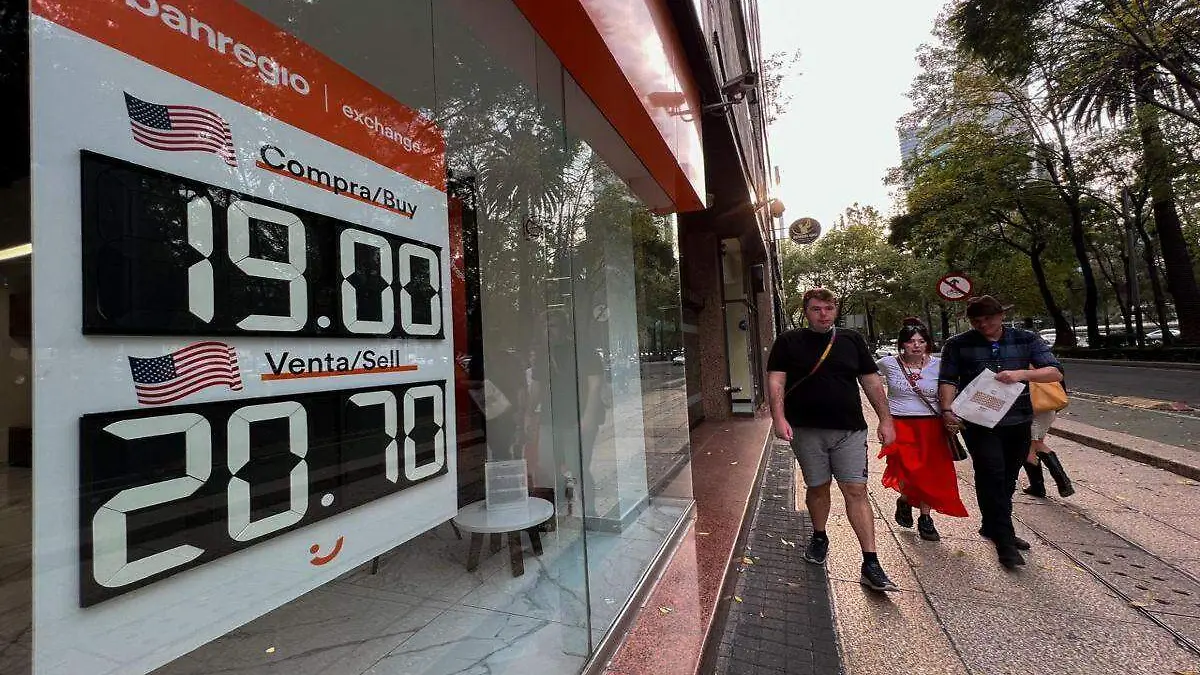 banregio | exchange
Compra/Buy
19.00
Venta/Sell
20.70